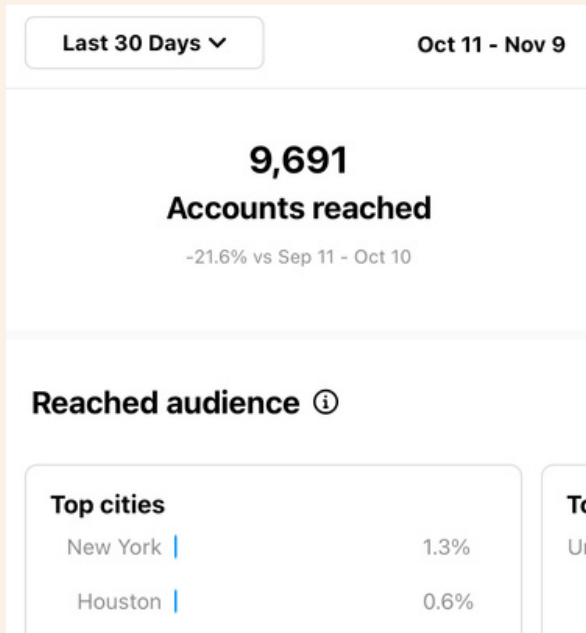 Last 30 Days
Oct 11 - Nov 9
9,691
Accounts reached
-21.6% vs Sep 11 - Oct 10
Reached audience
Top cities
New York 1.3%
Houston 0.6%